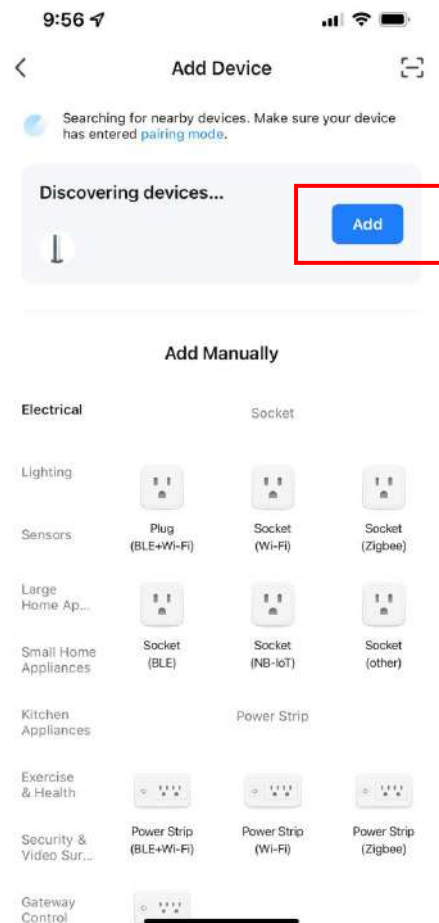 9:56
Add Device
Searching for nearby devices. Make sure your device
has entered pairing mode.
Discovering devices...
Add
Add Manually
Electrical
Socket
Lighting
Sensors
Plug
(BLE+Wi-Fi)
Socket
(Wi-Fi)
Socket
(Zigbee)
Large
Home Ap...
Small Home
Appliances
Socket
(BLE)
Socket
(NB-IoT)
Socket
(other)
Kitchen
Appliances
Power Strip
Exercise
& Health
Security &
Video Sur...
Power Strip
(BLE+Wi-Fi)
Power Strip
(Wi-Fi)
Power Strip
(Zigbee)
Gateway
Control